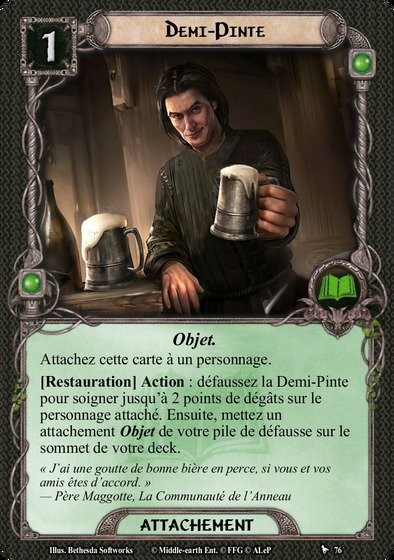 Demi-Pinte
1
Objet.
Attachez cette carte à un personnage.
[Restauration] Action : défaussez la Demi-Pinte
pour soigner jusqu'à 2 points de dégâts sur le
personnage attaché. Ensuite, mettez un
attachement Objet de votre pile de défausse sur le
sommet de votre deck.
« J'ai une goutte de bonne bière en perce, si vous et vos
amis êtes d'accord. »
— Père Maggotte, La Communauté de l'Anneau
ATTACHEMENT
Illus. Bethesda Softworks © Middle-earth Ent. © FFG © ALeP 76